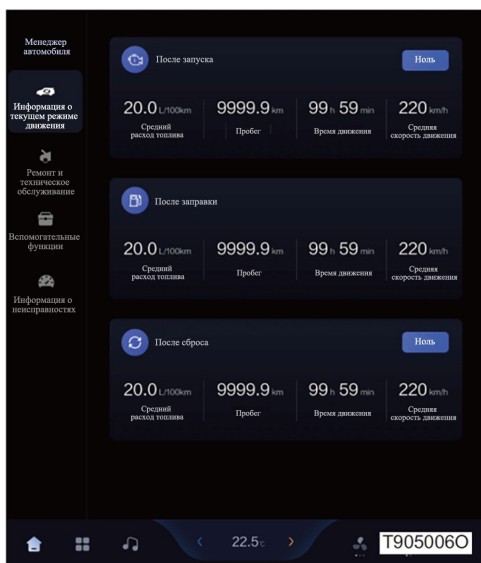 Менеджер
автомобиля
Информация о
текущем режиме
движения
Ремонт и
техническое
обслуживание
Вспомогательные
функции
Информация о
неисправностях
После запуска
Ноль
20.0 L/100km 9999.9 km 99 h 59 min 220 km/h
Средний
расход топлива
Пробег
Время движения
Средняя
скорость движения
После заправки
20.0 L/100km 9999.9 km 99 h 59 min 220 km/h
Средний
расход топлива
Пробег
Время движения
Средняя
скорость движения
После сброса
Ноль
20.0 L/100km 9999.9 km 99 h 59 min 220 km/h
Средний
расход топлива
Пробег
Время движения
Средняя
скорость движения
22.5°c
T905006O